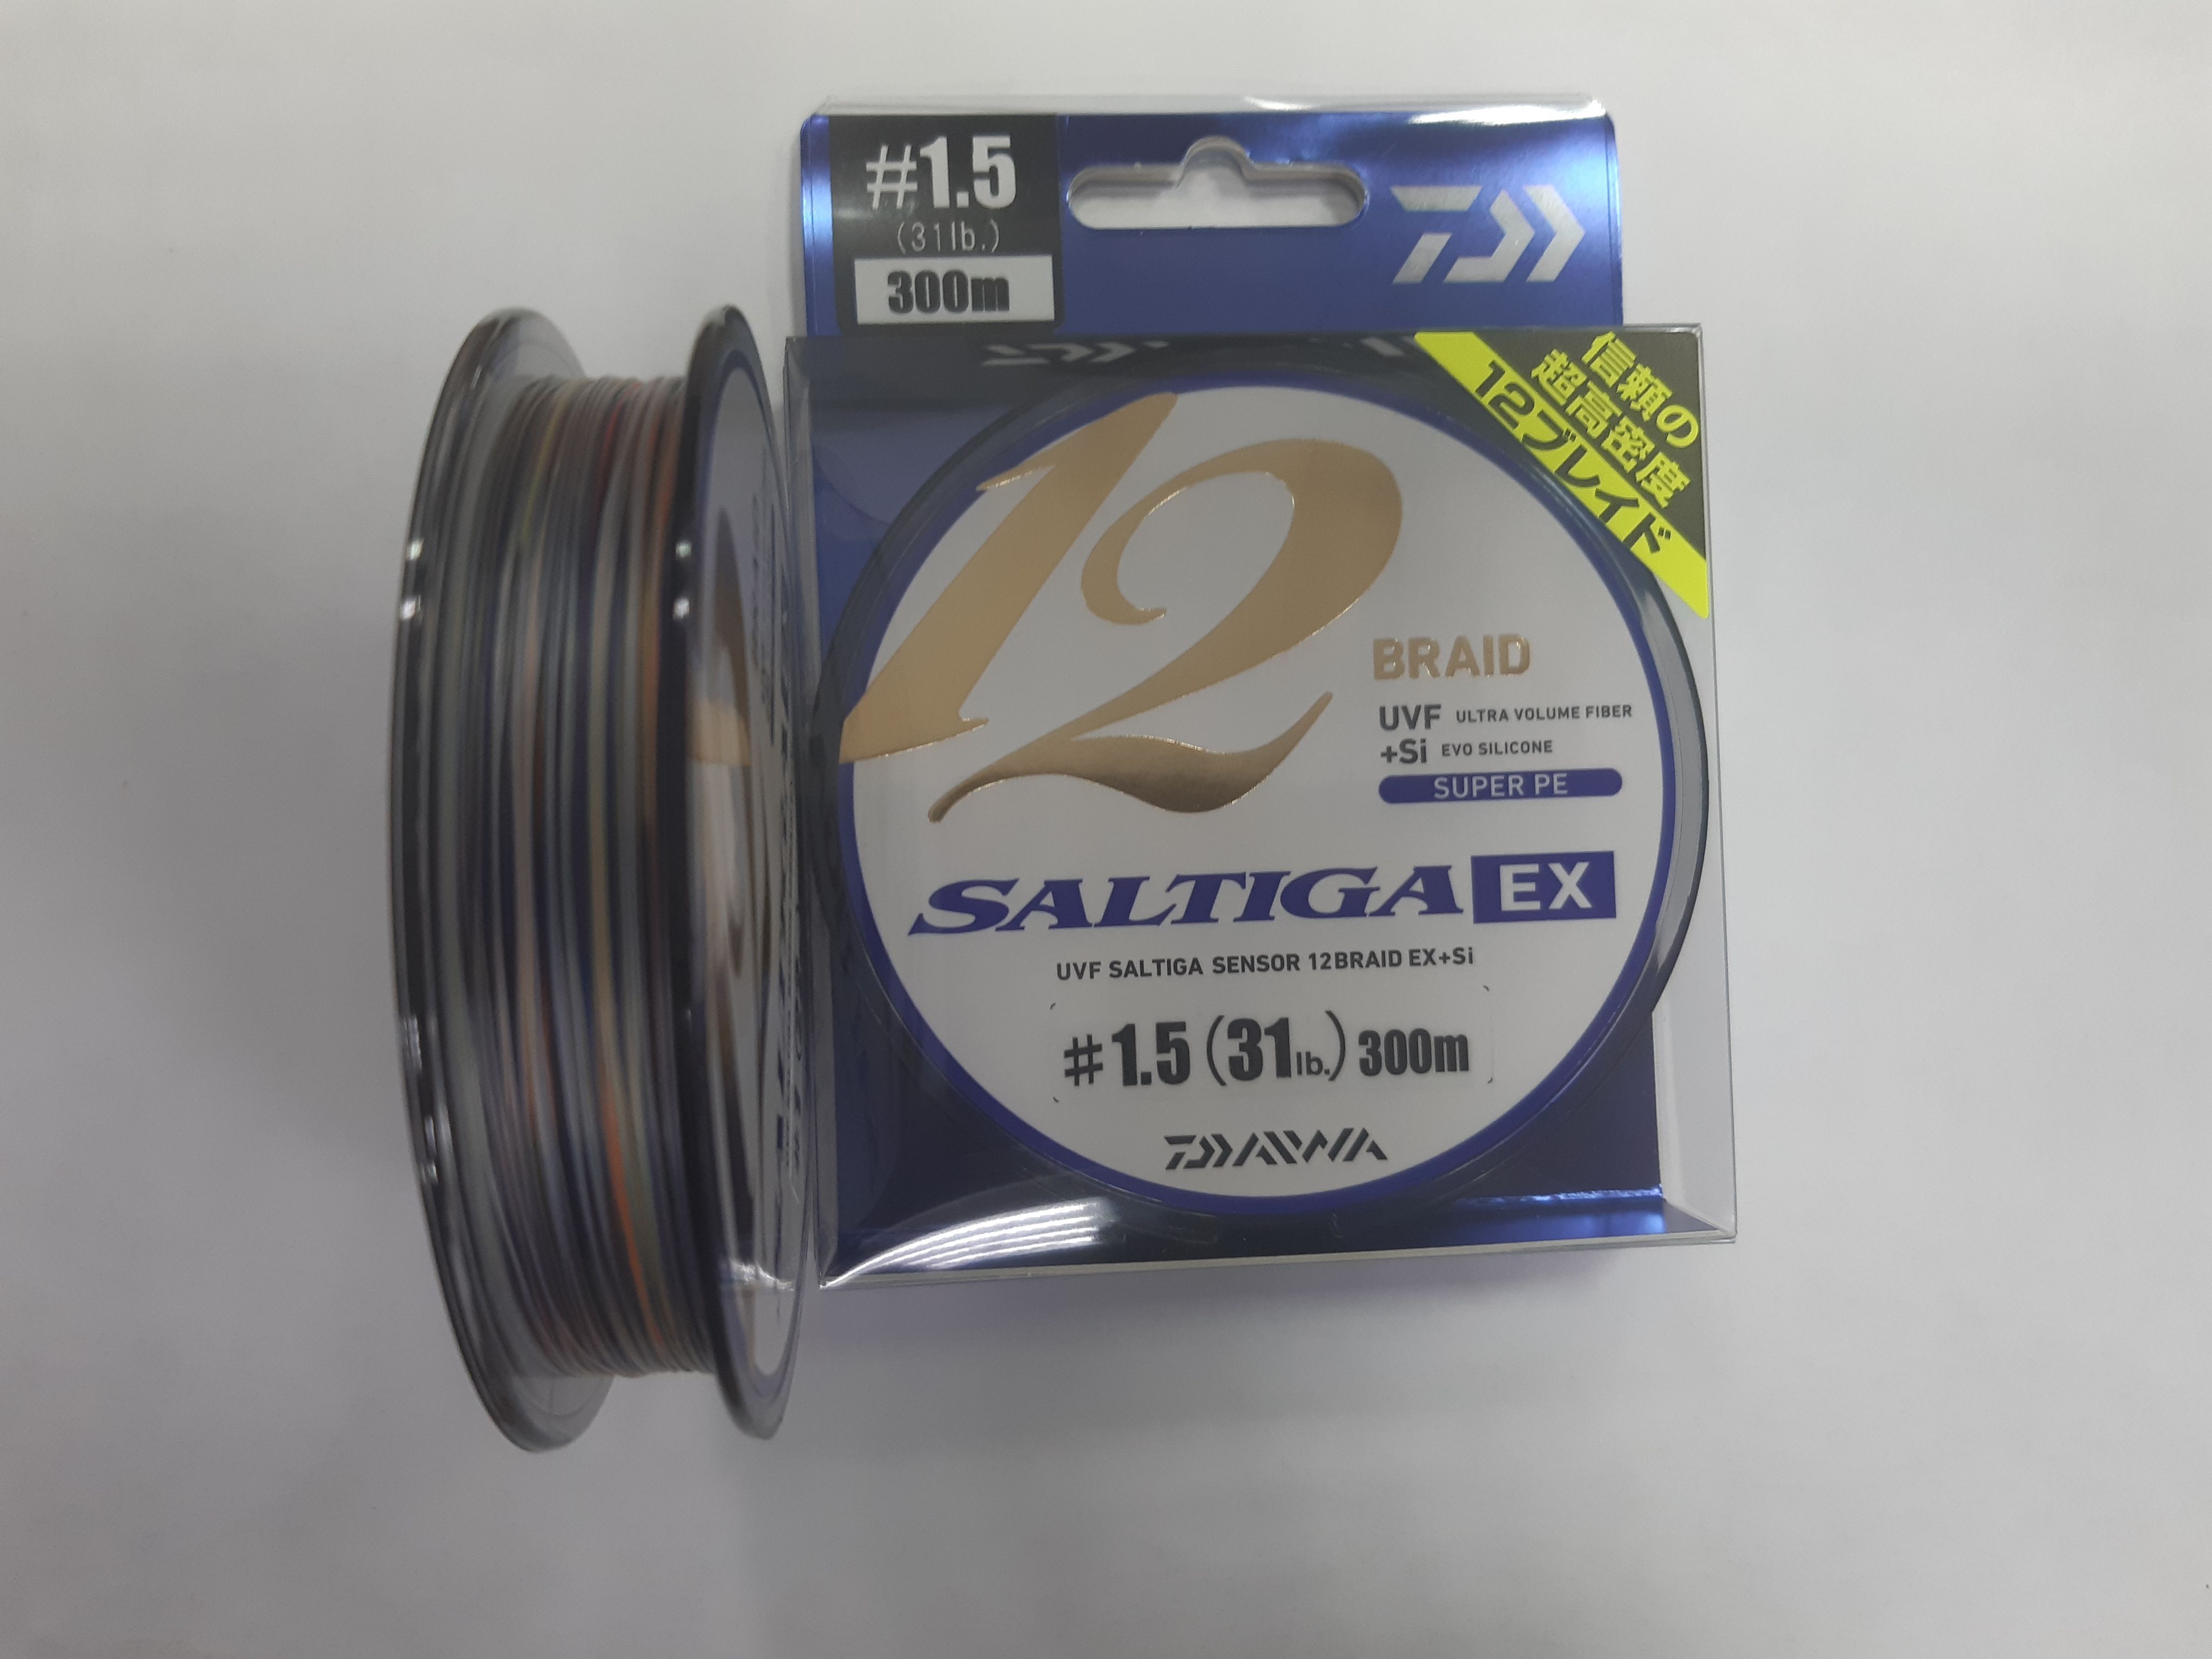 #1.5
(31lb.)
300m
信頼の
超高密度
12ブレイド
12
BRAID
UVF ULTRA VOLUME FIBER
+Si EVO SILICONE
SUPER PE
SALTIGA EX
UVF SALTIGA SENSOR 12BRAID EX+Si
#1.5(31lb.)300m
DAIWA